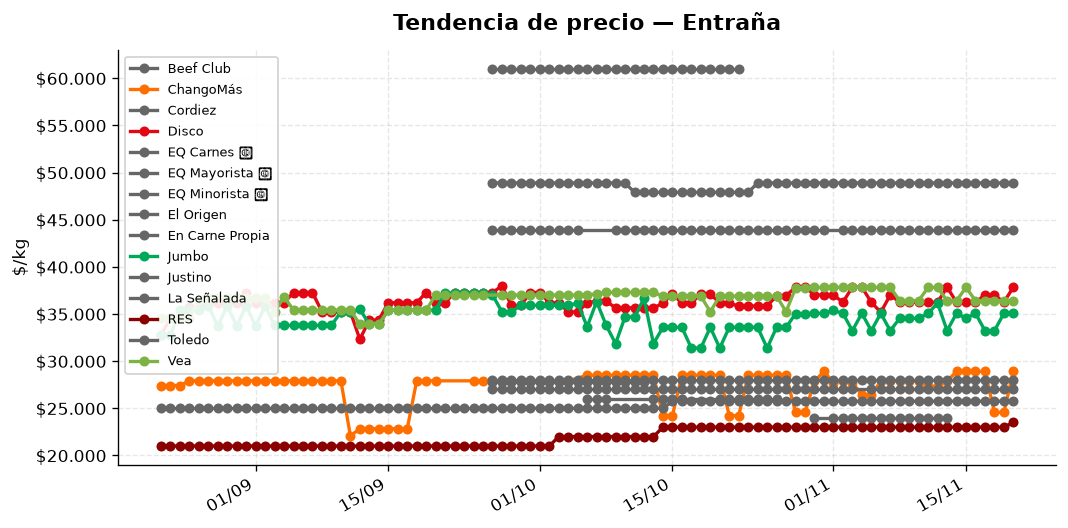 Tendencia de precio — Entraña
$/kg
$60.000
$55.000
$50.000
$45.000
$40.000
$35.000
$30.000
$25.000
$20.000
Beef Club
ChangoMás
Cordiez
Disco
EQ Carnes
EQ Mayorista
EQ Minorista
El Origen
En Carne Propia
Jumbo
Justino
La Señalada
RES
Toledo
Vea
01/09
15/09
01/10
15/10
01/11
15/11